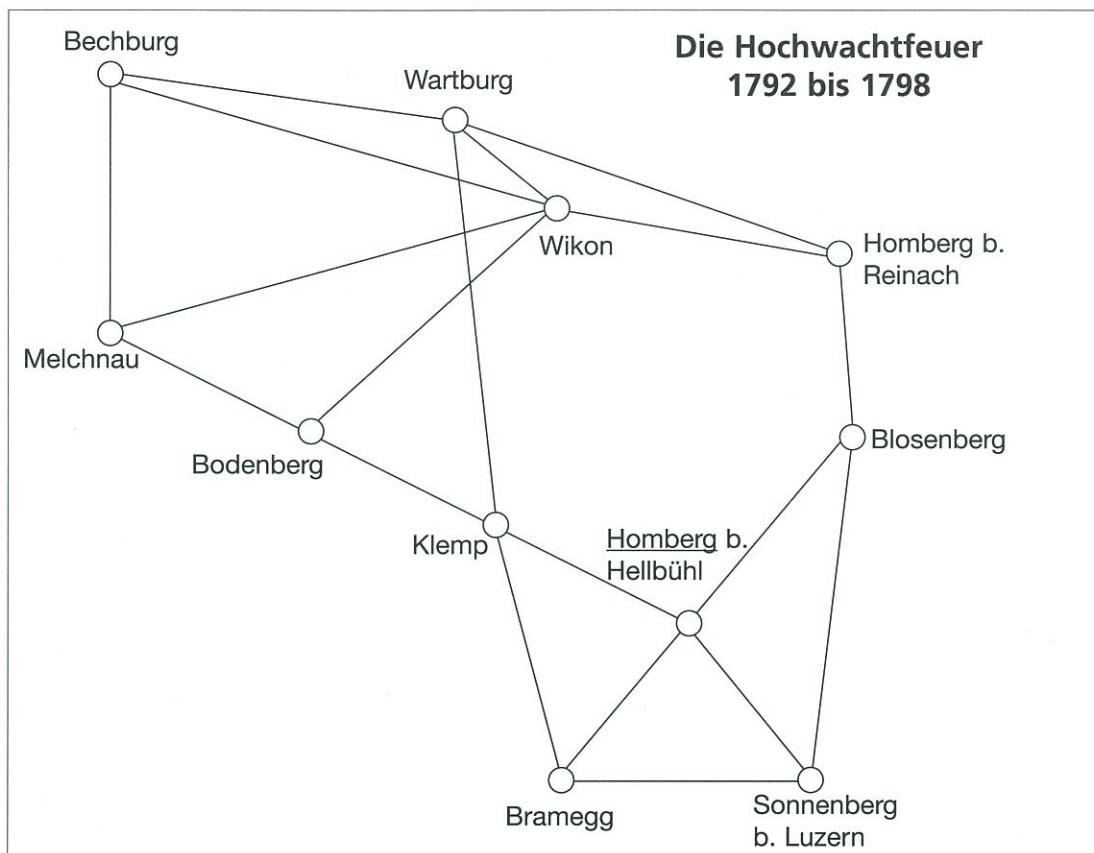 Die Hochwachtfeuer
1792 bis 1798
Bechburg
Wartburg
Wikon
Homberg b.
Reinach
Melchnau
Bodenberg
Blosenberg
Klemp
Homberg b.
Hellbühl
Bramegg
Sonnenberg
b. Luzern